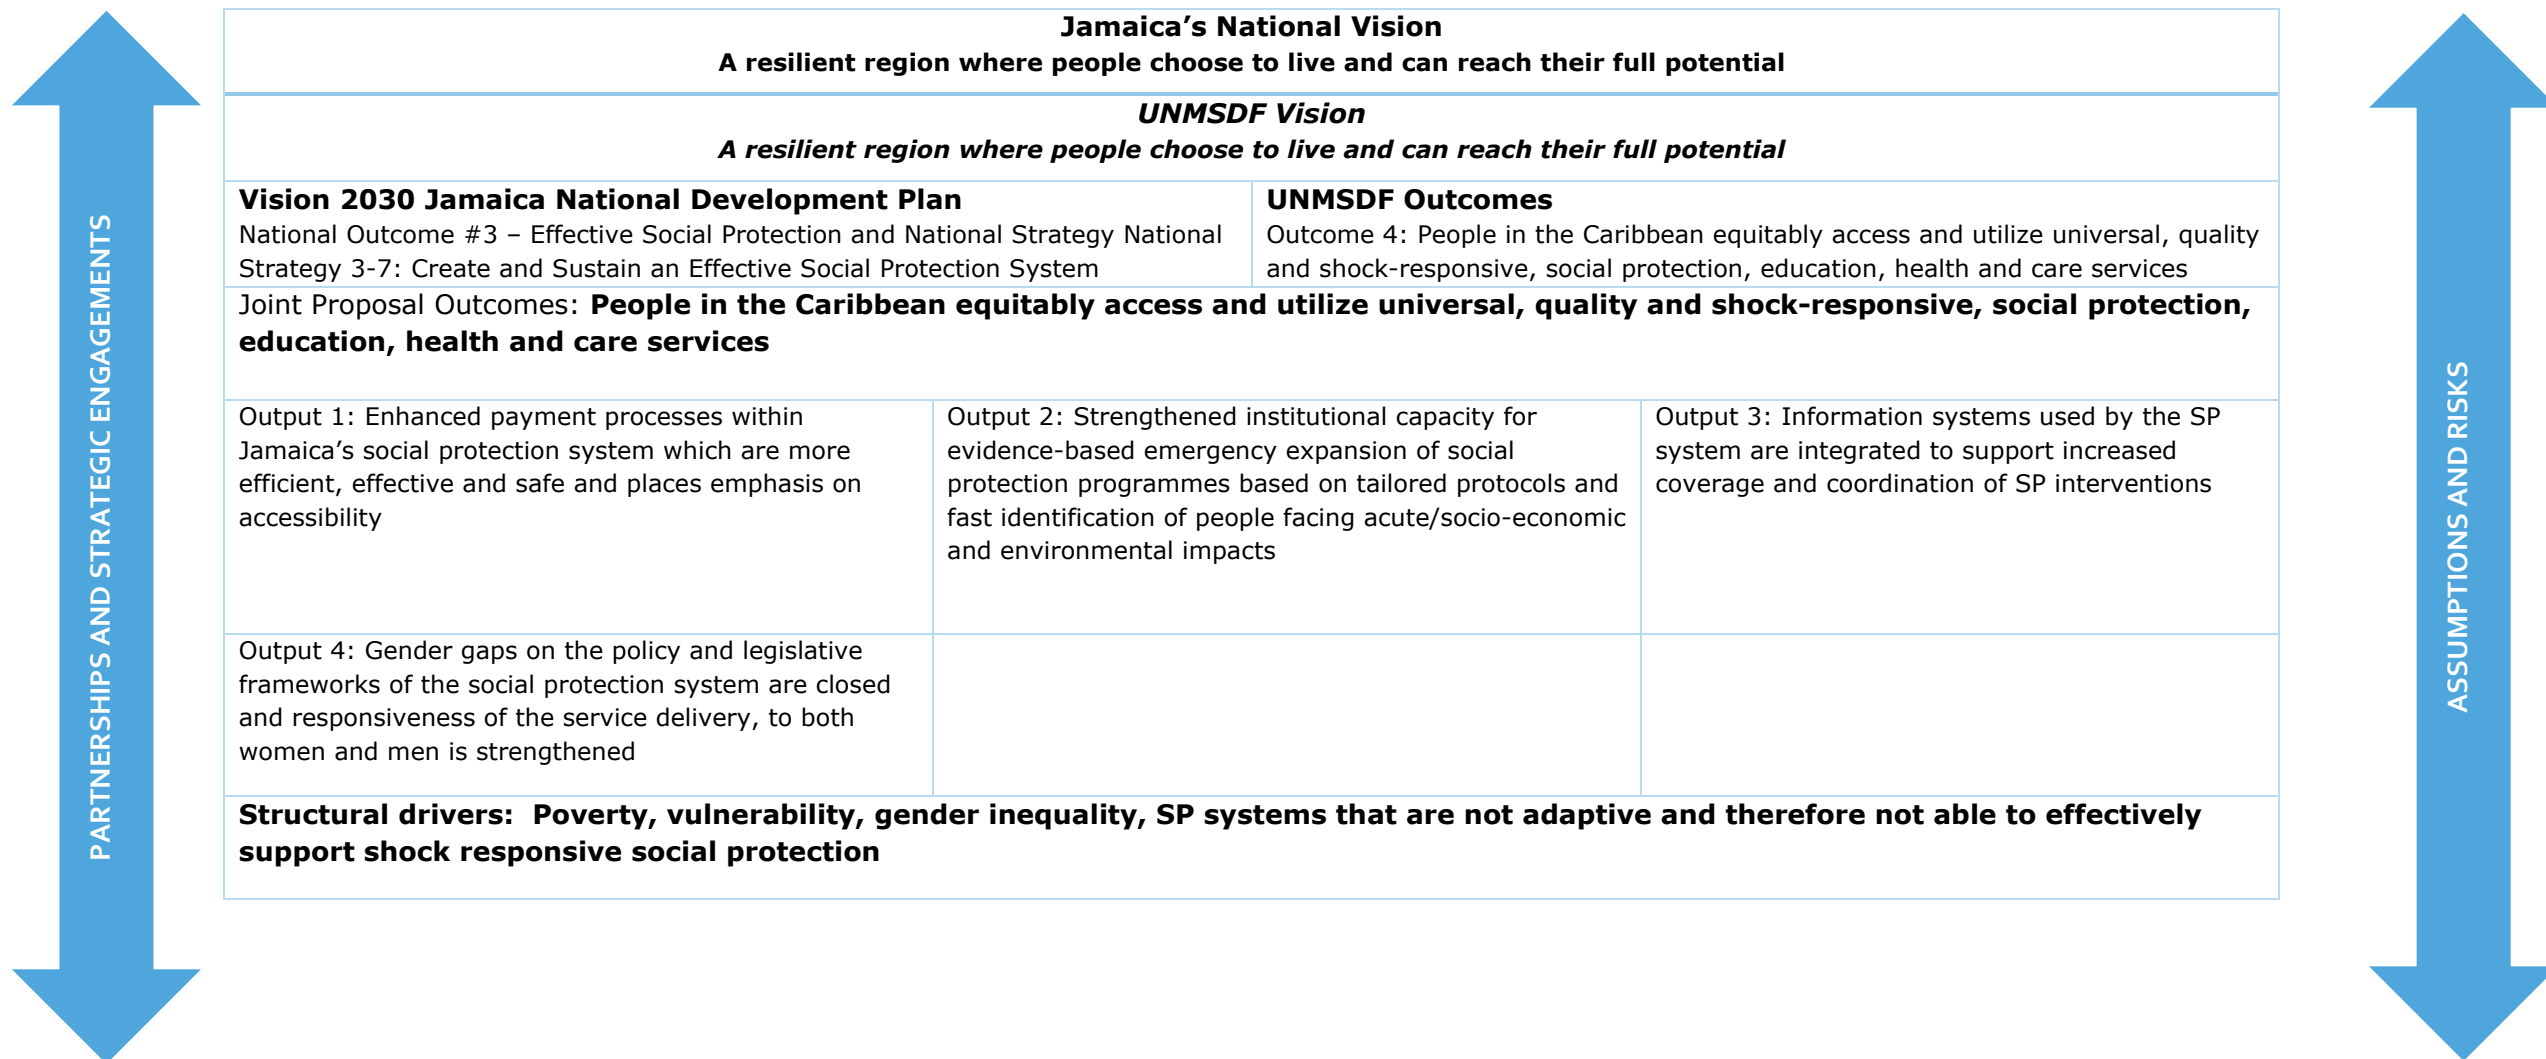 Jamaica’s National Vision
A resilient region where people choose to live and can reach their full potential
UNMSDF Vision
A resilient region where people choose to live and can reach their full potential
Vision 2030 Jamaica National Development Plan
National Outcome #3 – Effective Social Protection and National Strategy National
Strategy 3-7: Create and Sustain an Effective Social Protection System
UNMSDF Outcomes
Outcome 4: People in the Caribbean equitably access and utilize universal, quality
and shock-responsive, social protection, education, health and care services
Joint Proposal Outcomes: People in the Caribbean equitably access and utilize universal, quality and shock-responsive, social protection,
education, health and care services
Output 1: Enhanced payment processes within
Jamaica’s social protection system which are more
efficient, effective and safe and places emphasis on
accessibility
Output 2: Strengthened institutional capacity for
evidence-based emergency expansion of social
protection programmes based on tailored protocols and
fast identification of people facing acute/socio-economic
and environmental impacts
Output 3: Information systems used by the SP
system are integrated to support increased
coverage and coordination of SP interventions
Output 4: Gender gaps on the policy and legislative
frameworks of the social protection system are closed
and responsiveness of the service delivery, to both
women and men is strengthened
Structural drivers:  Poverty, vulnerability, gender inequality, SP systems that are not adaptive and therefore not able to effectively
support shock responsive social protection
PARTNERSHIPS AND STRATEGIC ENGAGEMENTS
ASSUMPTIONS AND RISKS